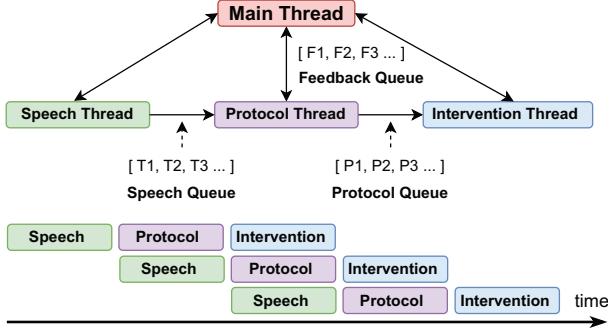 Main Thread
[ F1, F2, F3 ... ]
Feedback Queue
Speech Thread
Protocol Thread
Intervention Thread
[ T1, T2, T3 ... ]
Speech Queue
[ P1, P2, P3 ... ]
Protocol Queue
Speech Protocol Intervention
Speech Protocol Intervention
Speech Protocol Intervention
time